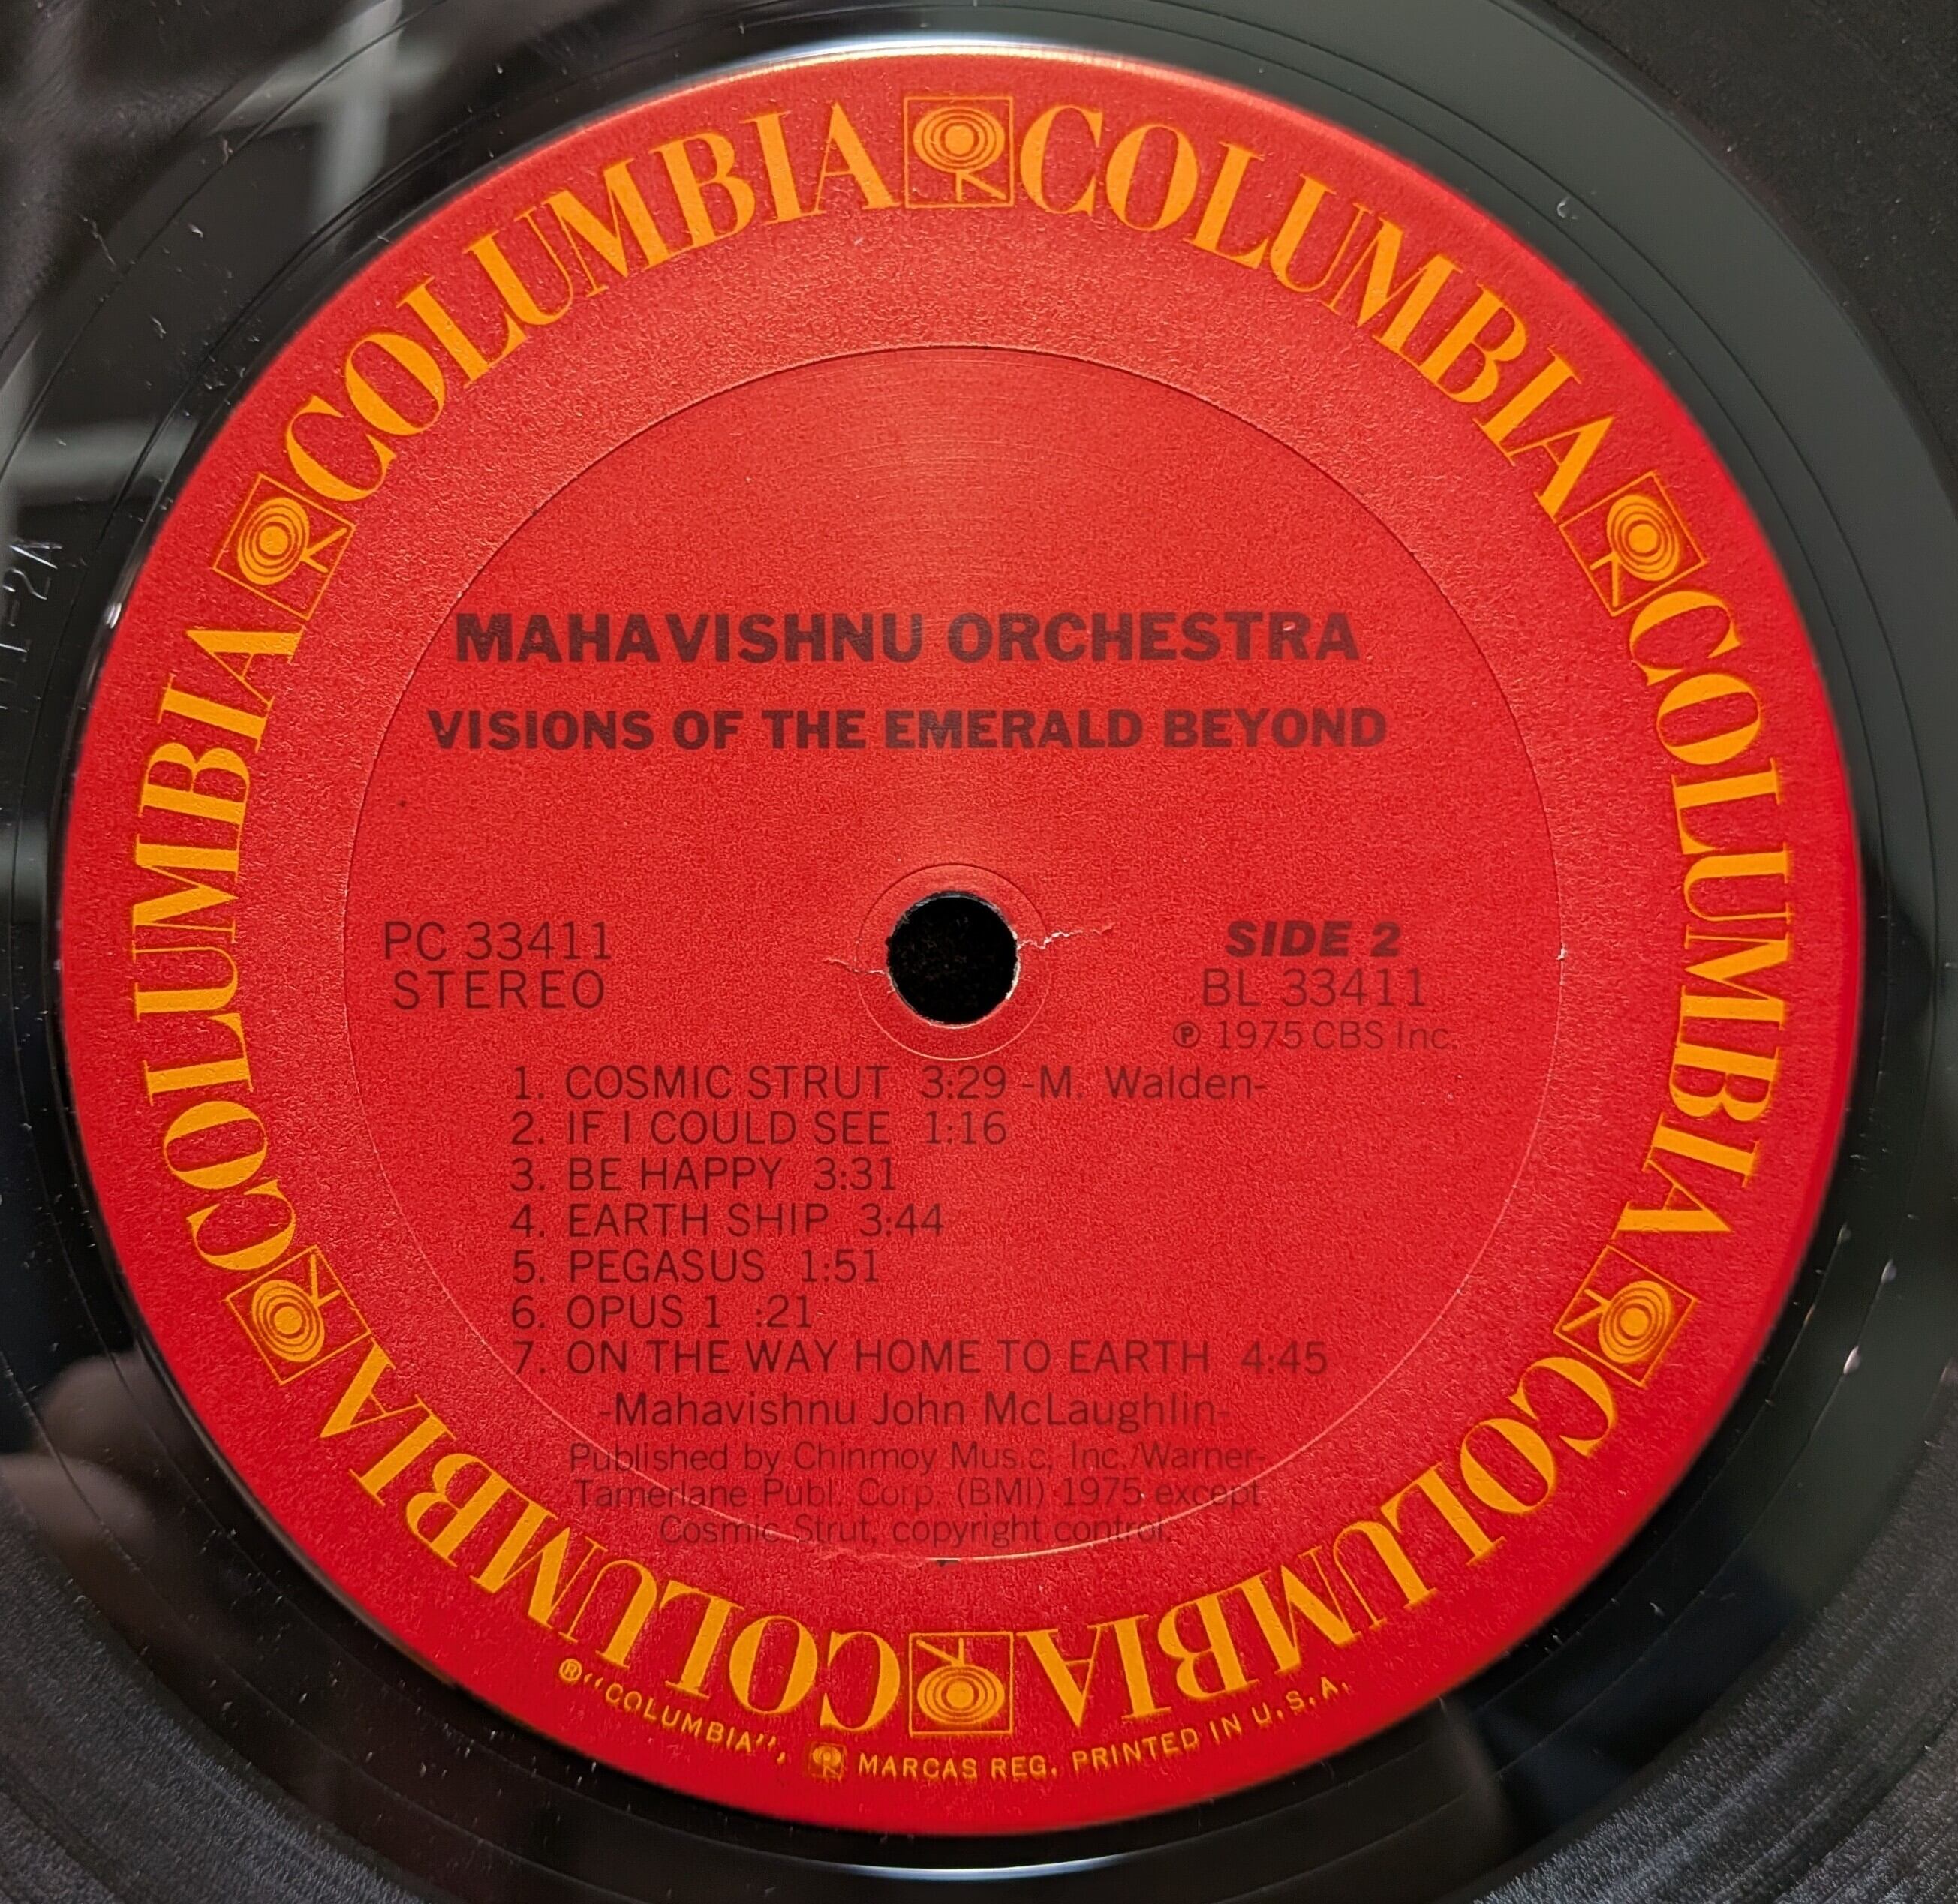 COLUMBIA COLUMBIA COLUMBIA COLUMBIA COLUMBIA COLUMBIA
MAHAVISHNU ORCHESTRA
VISIONS OF THE EMERALD BEYOND
PC 33411
STEREO
SIDE 2
BL 33411
Ⓟ 1975 CBS Inc.
1. COSMIC STRUT 3:29 -M. Walden-
2. IF I COULD SEE 1:16
3. BE HAPPY 3:31
4. EARTH SHIP 3:44
5. PEGASUS 1:51
6. OPUS 1 :21
7. ON THE WAY HOME TO EARTH 4:45
-Mahavishnu John McLaughlin-
Published by Chinmoy Mus.c, Inc./Warner-
Tamerlane Publ. Corp. (BMI) 1975 except
Cosmic Strut, copyright control.
®"COLUMBIA", MARCAS REG. PRINTED IN U.S.A.